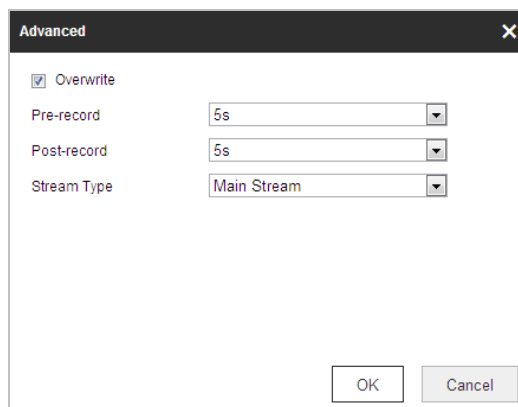 Advanced
Overwrite
Pre-record 5s
Post-record 5s
Stream Type Main Stream
OK Cancel